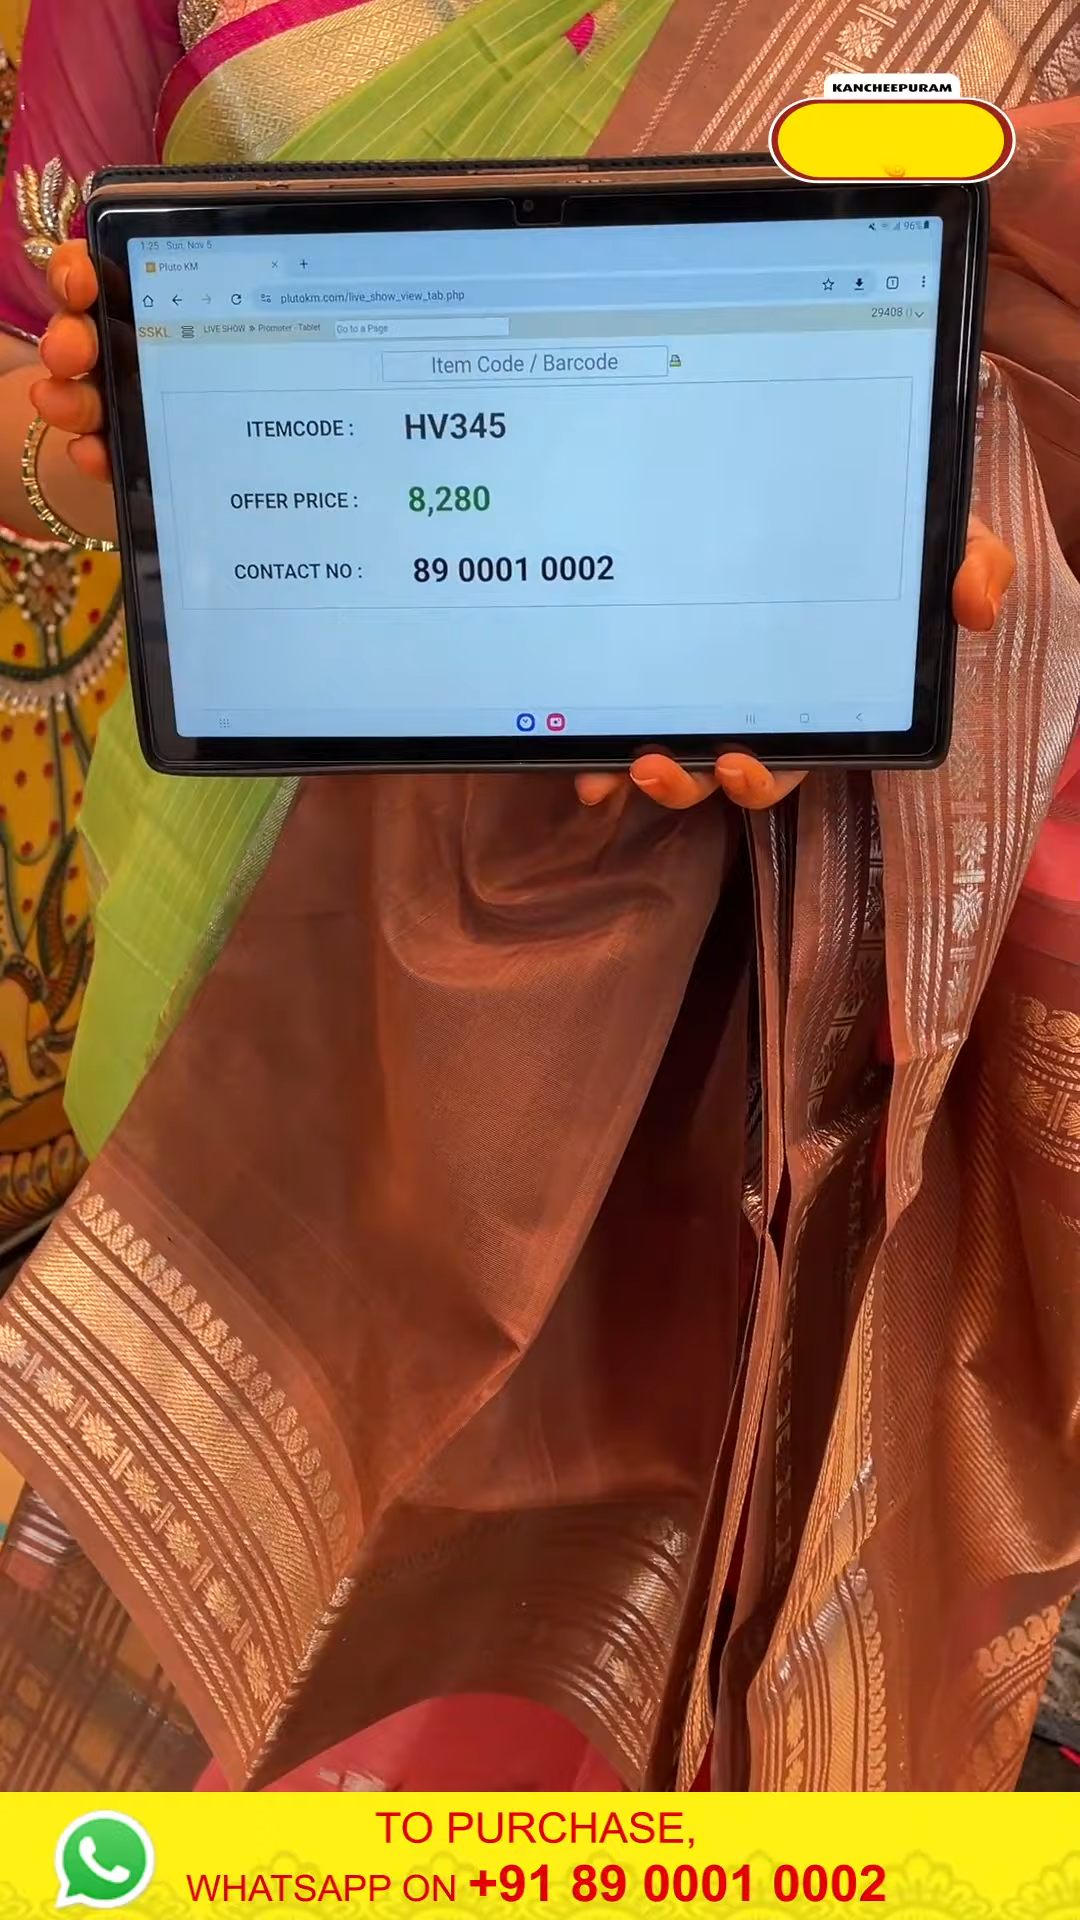 KANCHEEPURAM
1:25 Sun, Nov 5
96%
Pluto KM
plutokm.com/live_show_view_tab.php
SSKL LIVE SHOW » Promoter - Tablet Go to a Page 29408 ()
Item Code / Barcode
ITEMCODE : HV345
OFFER PRICE : 8,280
CONTACT NO : 89 0001 0002
TO PURCHASE,
WHATSAPP ON +91 89 0001 0002